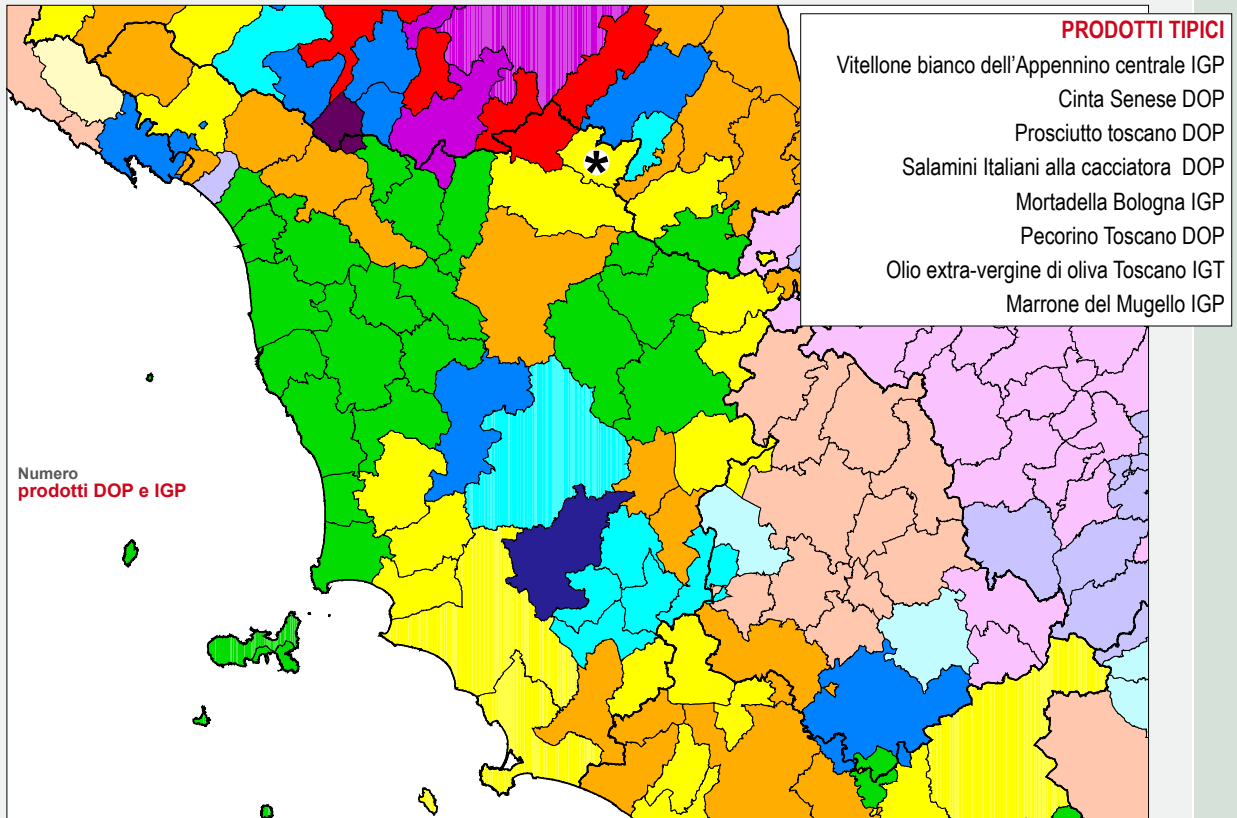 PRODOTTI TIPICI
Vitellone bianco dell'Appennino centrale IGP
Cinta Senese DOP
Prosciutto toscano DOP
Salamini Italiani alla cacciatora DOP
Mortadella Bologna IGP
Pecorino Toscano DOP
Olio extra-vergine di oliva Toscano IGT
Marrone del Mugello IGP
*
Numero
prodotti DOP e IGP